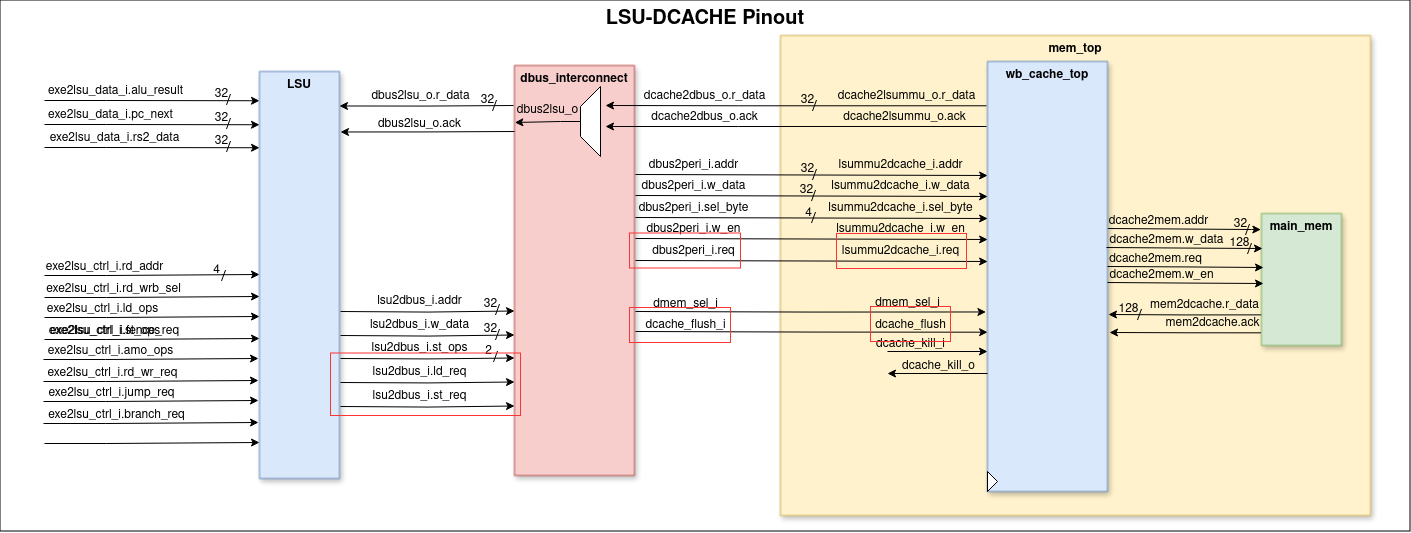 LSU-DCACHE Pinout
mem_top
LSU
dbus_interconnect
wb_cache_top
main_mem
exe2lsu_data_i.alu_result
32
exe2lsu_data_i.pc_next
32
exe2lsu_data_i.rs2_data
32
exe2lsu_ctrl_i.rd_addr
4
exe2lsu_ctrl_i.rd_wrb_sel
exe2lsu_ctrl_i.ld_ops
exe2lsu_ctrl_i.st_ops
exe2lsu_ctrl_i.fence_req
exe2lsu_ctrl_i.amo_ops
exe2lsu_ctrl_i.rd_wr_req
exe2lsu_ctrl_i.jump_req
exe2lsu_ctrl_i.branch_req
dbus2lsu_o.r_data
32
dbus2lsu_o.ack
lsu2dbus_i.addr
32
lsu2dbus_i.w_data
32
lsu2dbus_i.st_ops
2
lsu2dbus_i.ld_req
lsu2dbus_i.st_req
dbus2lsu_o
dcache2dbus_o.r_data
32
dcache2lsummu_o.r_data
dcache2dbus_o.ack
dcache2lsummu_o.ack
dbus2peri_i.addr
32
lsummu2dcache_i.addr
dbus2peri_i.w_data
32
lsummu2dcache_i.w_data
dbus2peri_i.sel_byte
4
lsummu2dcache_i.sel_byte
dbus2peri_i.w_en
lsummu2dcache_i.w_en
dbus2peri_i.req
lsummu2dcache_i.req
dmem_sel_i
dmem_sel_i
dcache_flush_i
dcache_flush
dcache_kill_i
dcache_kill_o
dcache2mem.addr
32
dcache2mem.w_data
128
dcache2mem.req
dcache2mem.w_en
mem2dcache.r_data
128
mem2dcache.ack